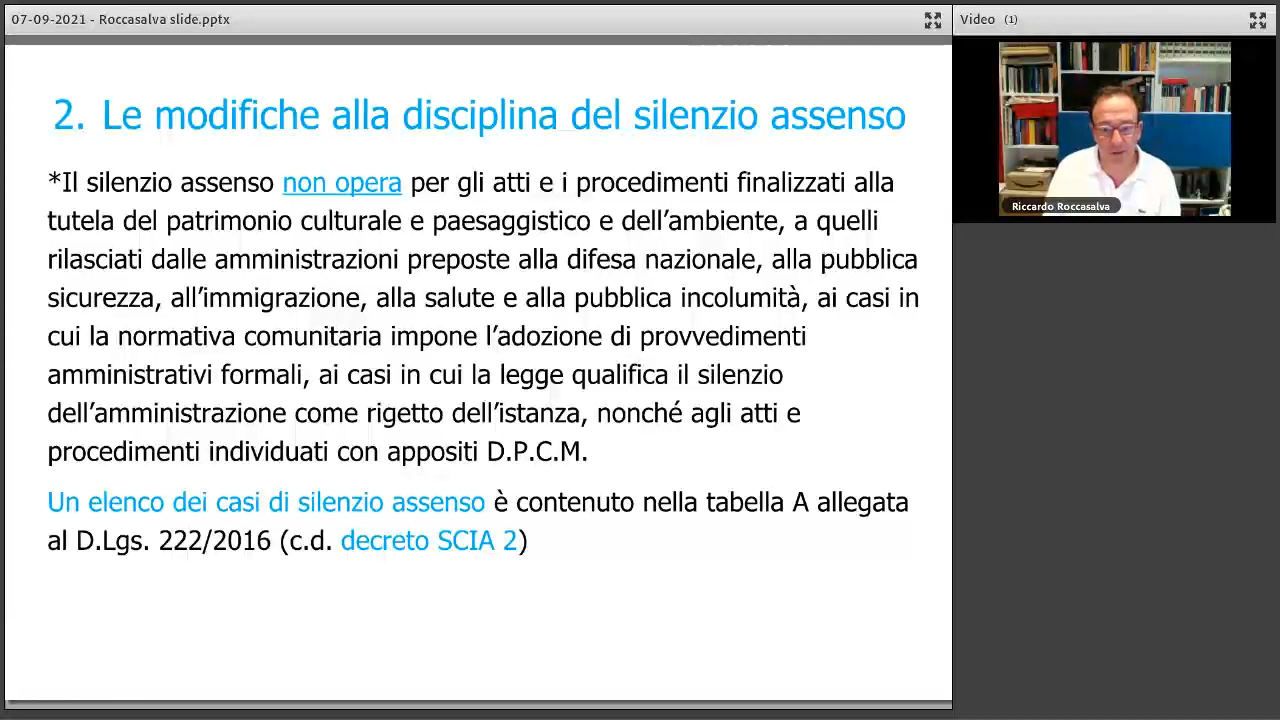 07-09-2021 - Roccasalva slide.pptx
Video (1)
2. Le modifiche alla disciplina del silenzio assenso
*Il silenzio assenso non opera per gli atti e i procedimenti finalizzati alla
tutela del patrimonio culturale e paesaggistico e dell’ambiente, a quelli
rilasciati dalle amministrazioni preposte alla difesa nazionale, alla pubblica
sicurezza, all’immigrazione, alla salute e alla pubblica incolumità, ai casi in
cui la normativa comunitaria impone l’adozione di provvedimenti
amministrativi formali, ai casi in cui la legge qualifica il silenzio
dell’amministrazione come rigetto dell’istanza, nonché agli atti e
procedimenti individuati con appositi D.P.C.M.
Un elenco dei casi di silenzio assenso è contenuto nella tabella A allegata
al D.Lgs. 222/2016 (c.d. decreto SCIA 2)
Riccardo Roccasalva